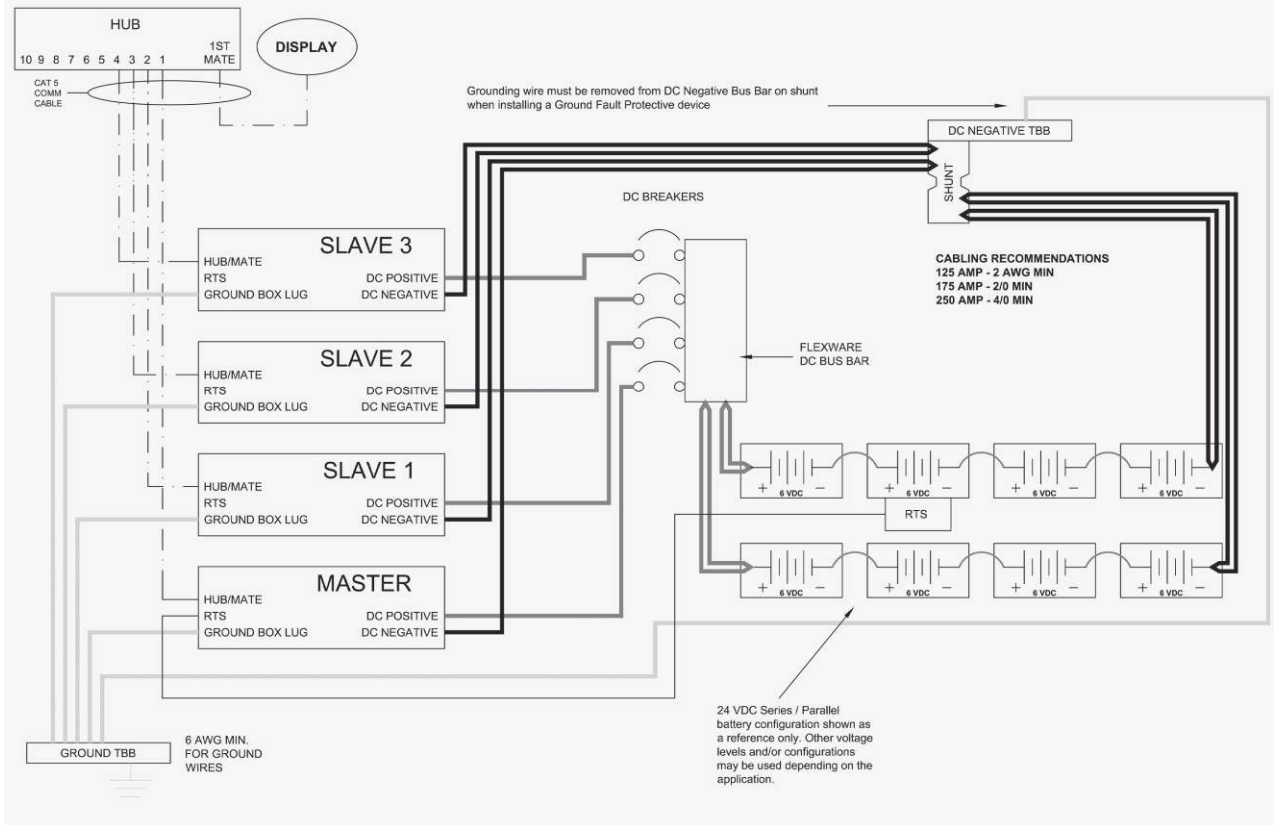 HUB
10 9 8 7 6 5 4 3 2 1
1ST
MATE
DISPLAY
CAT 5
COMM
CABLE
Grounding wire must be removed from DC Negative Bus Bar on shunt
when installing a Ground Fault Protective device
DC NEGATIVE TBB
SHUNT
DC BREAKERS
CABLING RECOMMENDATIONS
125 AMP - 2 AWG MIN
175 AMP - 2/0 MIN
250 AMP - 4/0 MIN
SLAVE 3
HUB/MATE
RTS
GROUND BOX LUG
DC POSITIVE
DC NEGATIVE
SLAVE 2
HUB/MATE
RTS
GROUND BOX LUG
DC POSITIVE
DC NEGATIVE
FLEXWARE
DC BUS BAR
SLAVE 1
HUB/MATE
RTS
GROUND BOX LUG
DC POSITIVE
DC NEGATIVE
+ 6 VDC −
+ 6 VDC −
+ 6 VDC −
+ 6 VDC −
RTS
MASTER
HUB/MATE
RTS
GROUND BOX LUG
DC POSITIVE
DC NEGATIVE
+ 6 VDC −
+ 6 VDC −
+ 6 VDC −
+ 6 VDC −
24 VDC Series / Parallel
battery configuration shown as
a reference only. Other voltage
levels and/or configurations
may be used depending on the
application.
GROUND TBB
6 AWG MIN.
FOR GROUND
WIRES